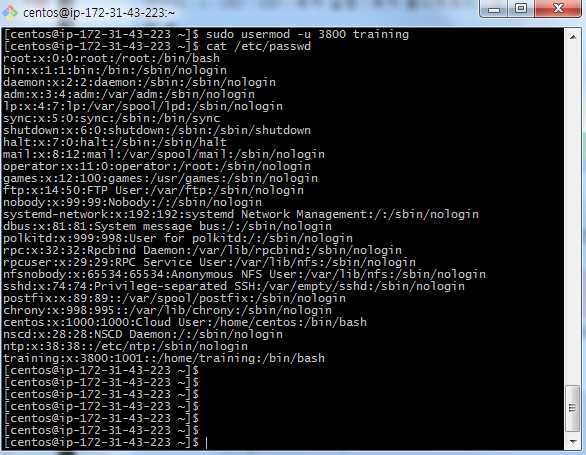 centos@ip-172-31-43-223:~
[centos@ip-172-31-43-223 ~]$ sudo usermod -u 3800 training
[centos@ip-172-31-43-223 ~]$ cat /etc/passwd
root:x:0:0:root:/root:/bin/bash
bin:x:1:1:bin:/bin:/sbin/nologin
daemon:x:2:2:daemon:/sbin:/sbin/nologin
adm:x:3:4:adm:/var/adm:/sbin/nologin
lp:x:4:7:lp:/var/spool/lpd:/sbin/nologin
sync:x:5:0:sync:/sbin:/bin/sync
shutdown:x:6:0:shutdown:/sbin:/sbin/shutdown
halt:x:7:0:halt:/sbin:/sbin/halt
mail:x:8:12:mail:/var/spool/mail:/sbin/nologin
operator:x:11:0:operator:/root:/sbin/nologin
games:x:12:100:games:/usr/games:/sbin/nologin
ftp:x:14:50:FTP User:/var/ftp:/sbin/nologin
nobody:x:99:99:Nobody:/:/sbin/nologin
systemd-network:x:192:192:systemd Network Management:/:/sbin/nologin
dbus:x:81:81:System message bus:/:/sbin/nologin
polkitd:x:999:998:User for polkitd:/:/sbin/nologin
rpc:x:32:32:Rpcbind Daemon:/var/lib/rpcbind:/sbin/nologin
rpcuser:x:29:29:RPC Service User:/var/lib/nfs:/sbin/nologin
nfsnobody:x:65534:65534:Anonymous NFS User:/var/lib/nfs:/sbin/nologin
sshd:x:74:74:Privilege-separated SSH:/var/empty/sshd:/sbin/nologin
postfix:x:89:89::/var/spool/postfix:/sbin/nologin
chrony:x:998:995::/var/lib/chrony:/sbin/nologin
centos:x:1000:1000:Cloud User:/home/centos:/bin/bash
nscd:x:28:28:NSCD Daemon:/:/sbin/nologin
ntp:x:38:38::/etc/ntp:/sbin/nologin
training:x:3800:1001::/home/training:/bin/bash
[centos@ip-172-31-43-223 ~]$
[centos@ip-172-31-43-223 ~]$
[centos@ip-172-31-43-223 ~]$
[centos@ip-172-31-43-223 ~]$
[centos@ip-172-31-43-223 ~]$
[centos@ip-172-31-43-223 ~]$
[centos@ip-172-31-43-223 ~]$